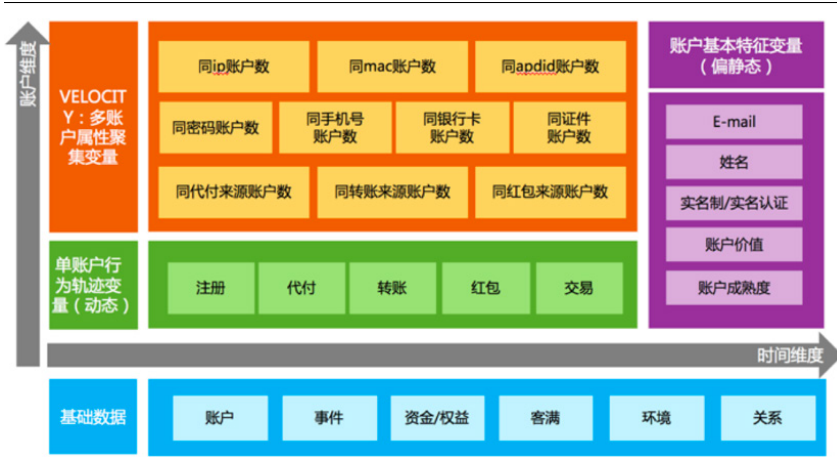 账户维度
VELOCIT
Y：多账
户属性聚
集变量
同ip账户数
同mac账户数
同apdid账户数
同密码账户数
同手机号
账户数
同银行卡
账户数
同证件
账户数
同代付来源账户数
同转账来源账户数
同红包来源账户数
账户基本特征变量
（偏静态）
E-mail
姓名
实名制/实名认证
账户价值
账户成熟度
单账户行
为轨迹变
量（动态）
注册
代付
转账
红包
交易
时间维度
基础数据
账户
事件
资金/权益
客满
环境
关系